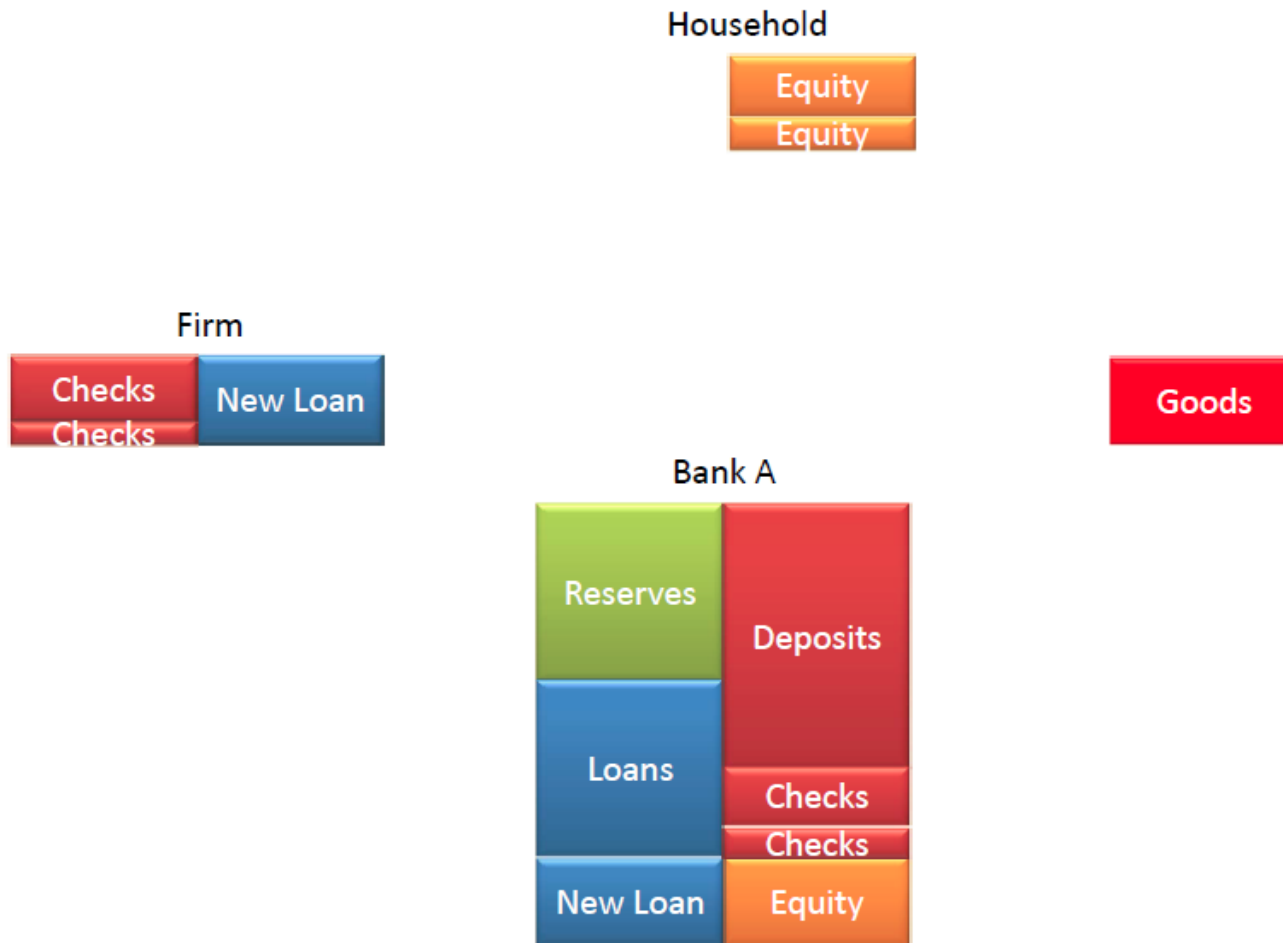 Household
Equity
Equity
Firm
Checks
New Loan
Checks
Goods
Bank A
Reserves
Deposits
Loans
Checks
Checks
New Loan
Equity